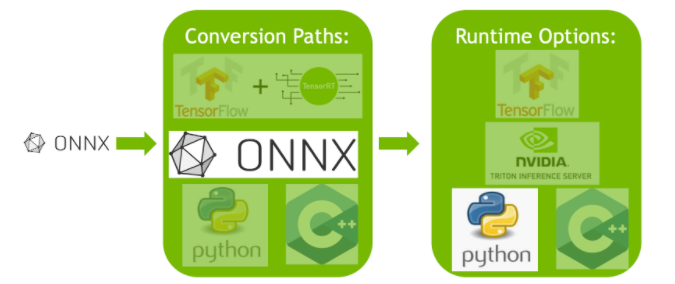 Conversion Paths:
Runtime Options:
TensorFlow
+
TensorRT
TensorFlow
ONNX
ONNX
NVIDIA.
TRITON INFERENCE SERVER
python
C++
python
C++